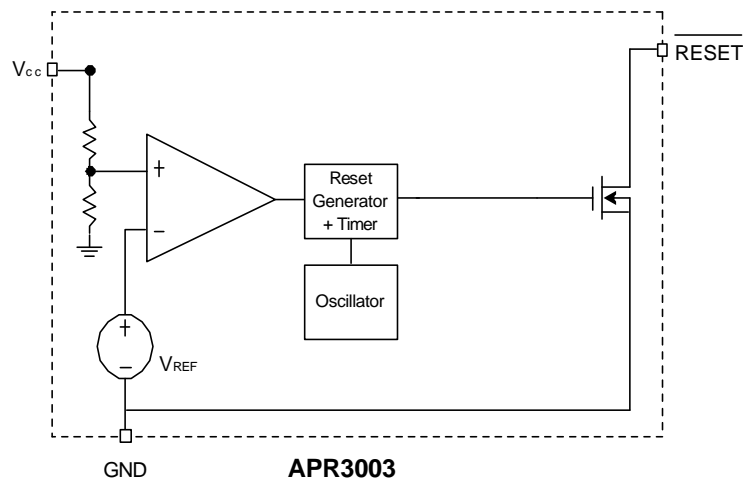 RESET
Vcc
+
−
Reset
Generator
+ Timer
Oscillator
+
−
VREF
GND
APR3003